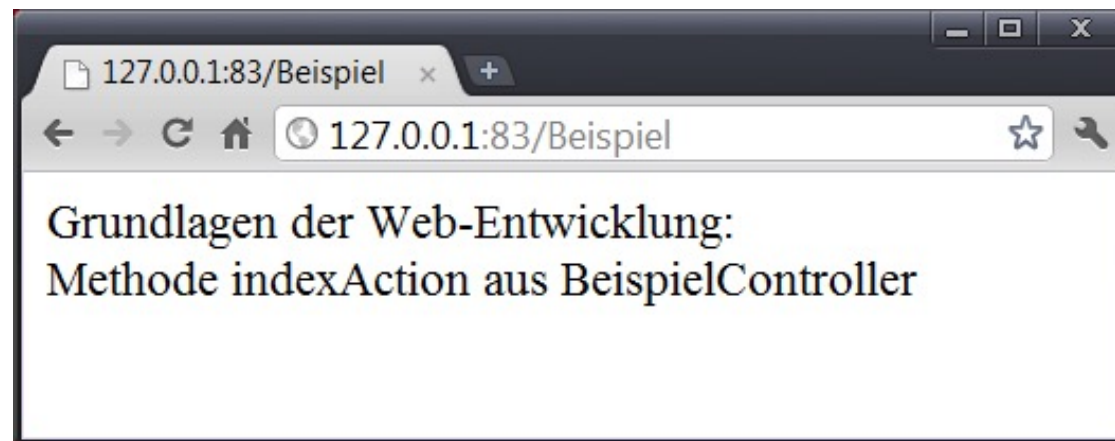 127.0.0.1:83/Beispiel
127.0.0.1:83/Beispiel
Grundlagen der Web-Entwicklung:
Methode indexAction aus BeispielController